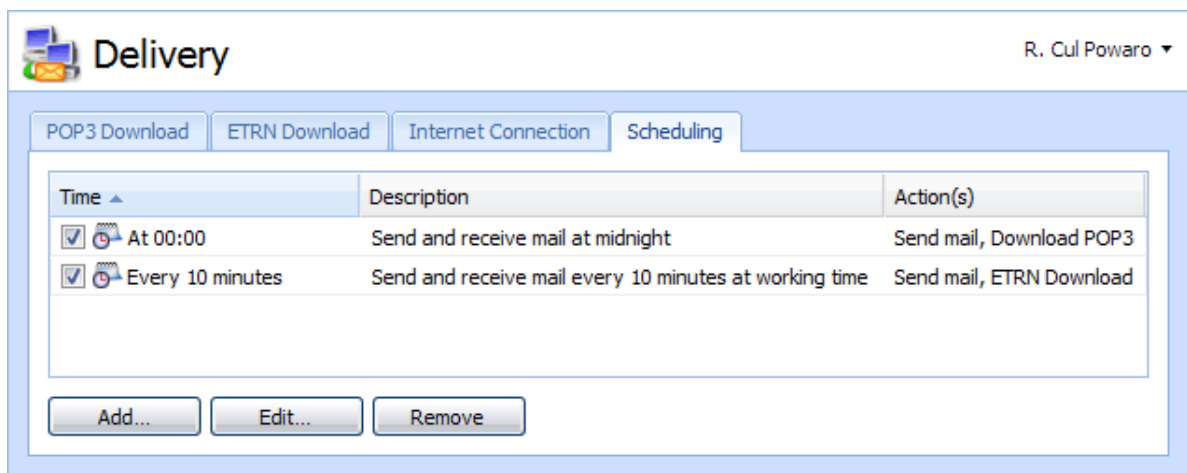 Delivery
R. Cul Powaro
POP3 Download ETRN Download Internet Connection Scheduling
Time Description Action(s)
At 00:00 Send and receive mail at midnight Send mail, Download POP3
Every 10 minutes Send and receive mail every 10 minutes at working time Send mail, ETRN Download
Add... Edit... Remove